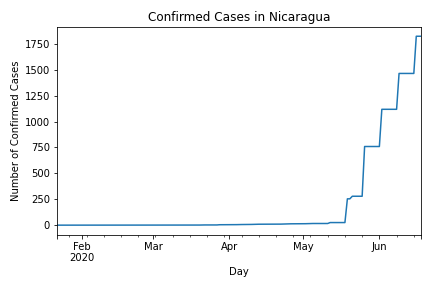 Confirmed Cases in Nicaragua
Number of Confirmed Cases
1750
1500
1250
1000
750
500
250
0
Feb Mar Apr May Jun
2020
Day